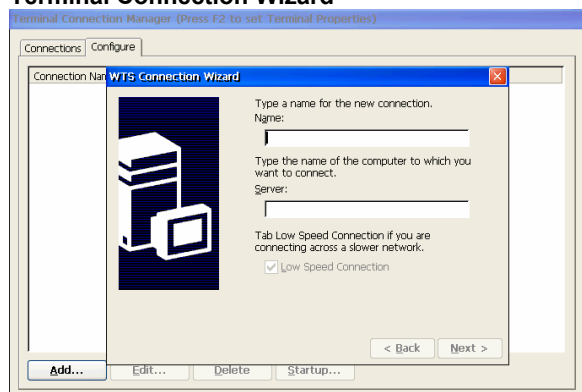 Terminal Connection Wizard
Terminal Connection Manager (Press F2 to set Terminal Properties)
Connections Configure
Connection Nam
WTS Connection Wizard
Type a name for the new connection.
Name:
Type the name of the computer to which you
want to connect.
Server:
Tab Low Speed Connection if you are
connecting across a slower network.
Low Speed Connection
< Back Next >
Add... Edit... Delete Startup...